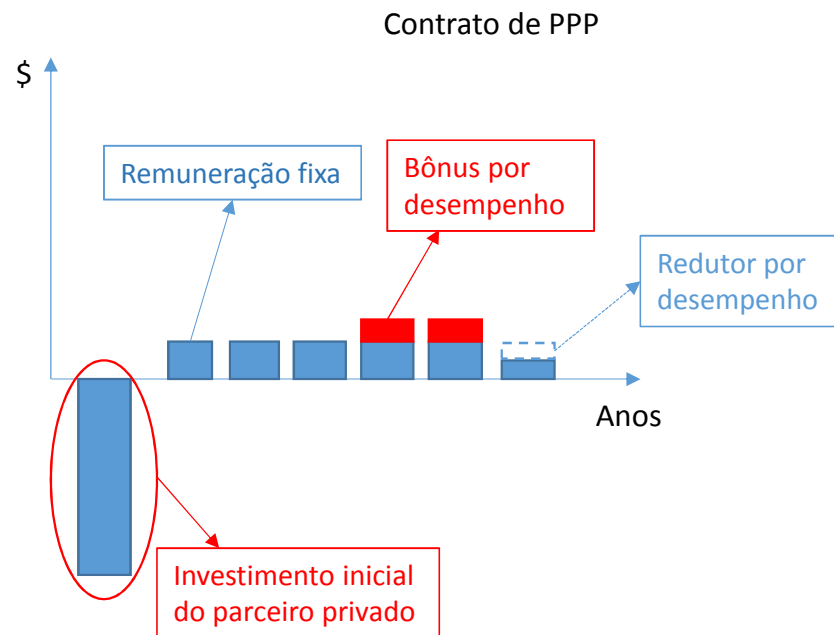 Contrato de PPP
$
Remuneração fixa
Bônus por
desempenho
Redutor por
desempenho
Anos
Investimento inicial
do parceiro privado